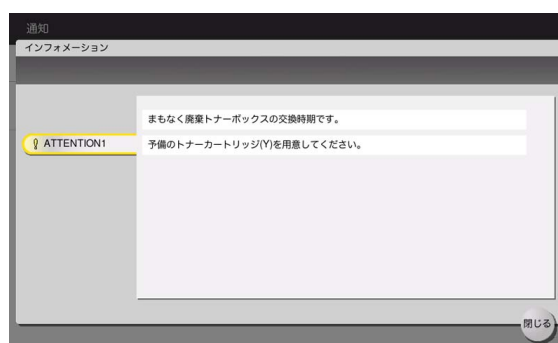 通知
インフォメーション
まもなく廃棄トナーボックスの交換時期です。
ATTENTION1
予備のトナーカートリッジ(Y)を用意してください。
閉じる